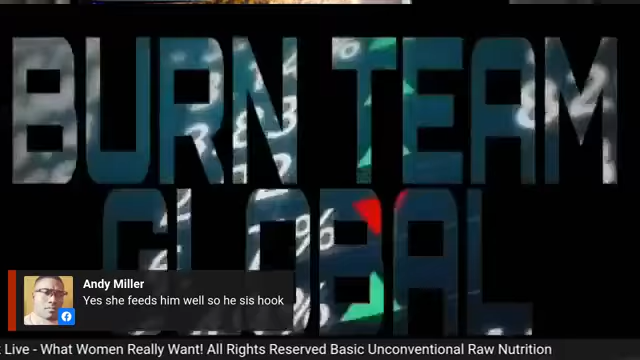 BURN TEAM
GLOBAL
Andy Miller
Yes she feeds him well so he sis hook
Live - What Women Really Want! All Rights Reserved Basic Unconventional Raw Nutrition